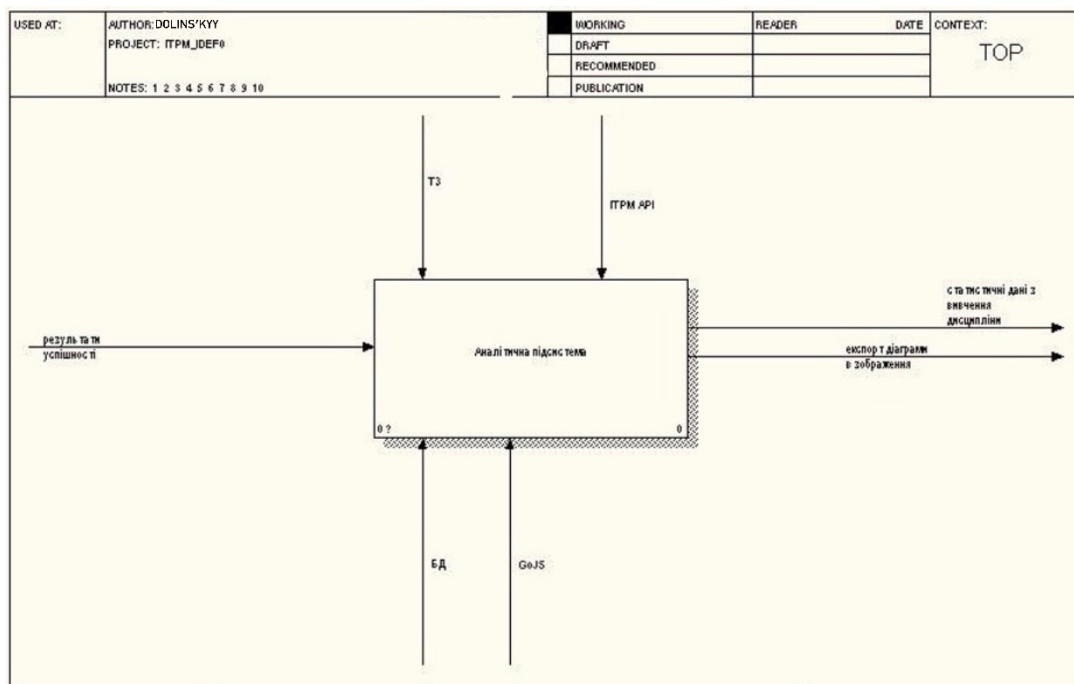 USED AT:
AUTHOR: DOLINS'KYY
PROJECT: ITPM_IDEF0
NOTES: 1 2 3 4 5 6 7 8 9 10
WORKING
DRAFT
RECOMMENDED
PUBLICATION
READER DATE
CONTEXT:
TOP
ТЗ
ITPM API
результати
успішності
Аналітична підсистема
0 ?
0
статистичні дані з
вивчення
дисципліни
експорт діаграми
в зображення
БД
GoJS